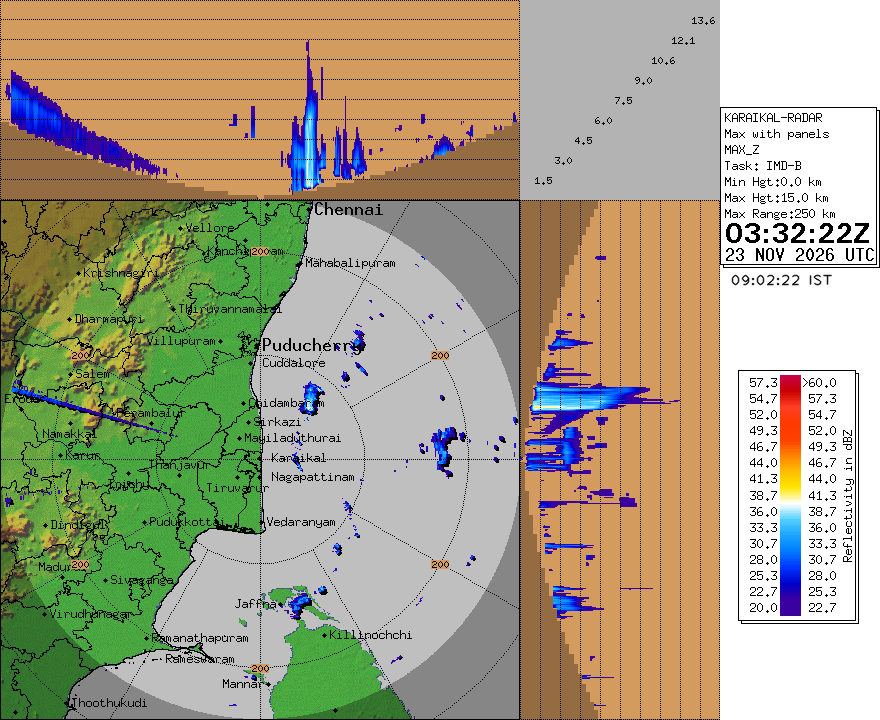 13.6
12.1
10.6
9.0
7.5
6.0
4.5
3.0
1.5
KARAIKAL-RADAR
Max with panels
MAX_Z
Task: IMD-B
Min Hgt:0.0 km
Max Hgt:15.0 km
Max Range:250 km
03:32:22Z
23 NOV 2026 UTC
09:02:22 IST
Chennai
Vellore
200
Mahabalipuram
Krishnagiri
Thiruvannamalai
Dharmapuri
Villupuram
Puducherry
200
200
Cuddalore
Salem
Chidambaram
Perambalur
Sirkazi
Namakkal
Mayiladuthurai
Karur
Thanjavur
Karaikal
Nagapattinam
Tiruvarur
Dindigul
Pudukkottai
Vedaranyam
200
200
Sivaganga
Jaffna
Virudhunagar
Killinochchi
Ramanathapuram
Rameswaram
200
Mannar
Thoothukudi
57.3 >60.0
54.7 57.3
52.0 54.7
49.3 52.0
46.7 49.3
44.0 46.7
41.3 44.0
38.7 41.3
36.0 38.7
33.3 36.0
30.7 33.3
28.0 30.7
25.3 28.0
22.7 25.3
20.0 22.7
Reflectivity in dBZ